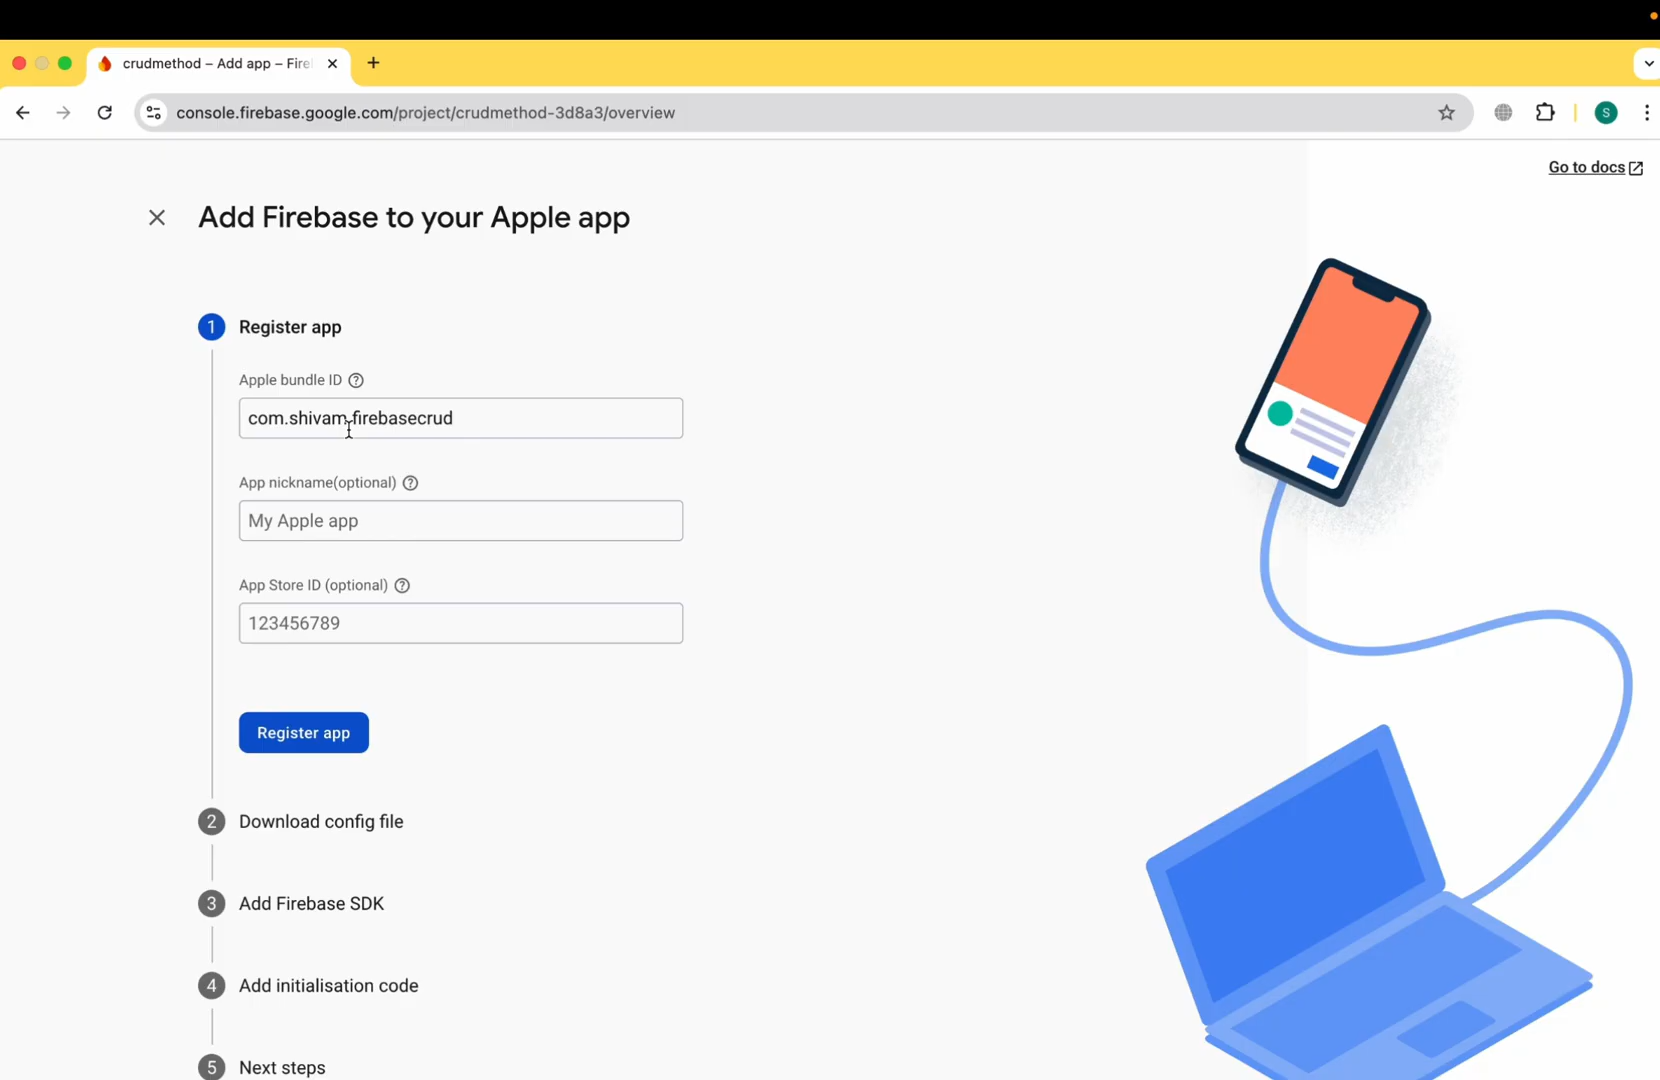 crudmethod – Add app – Fire
console.firebase.google.com/project/crudmethod-3d8a3/overview
S
Go to docs
Add Firebase to your Apple app
1 Register app
Apple bundle ID
com.shivam.firebasecrud
App nickname(optional)
My Apple app
App Store ID (optional)
123456789
Register app
2 Download config file
3 Add Firebase SDK
4 Add initialisation code
5 Next steps